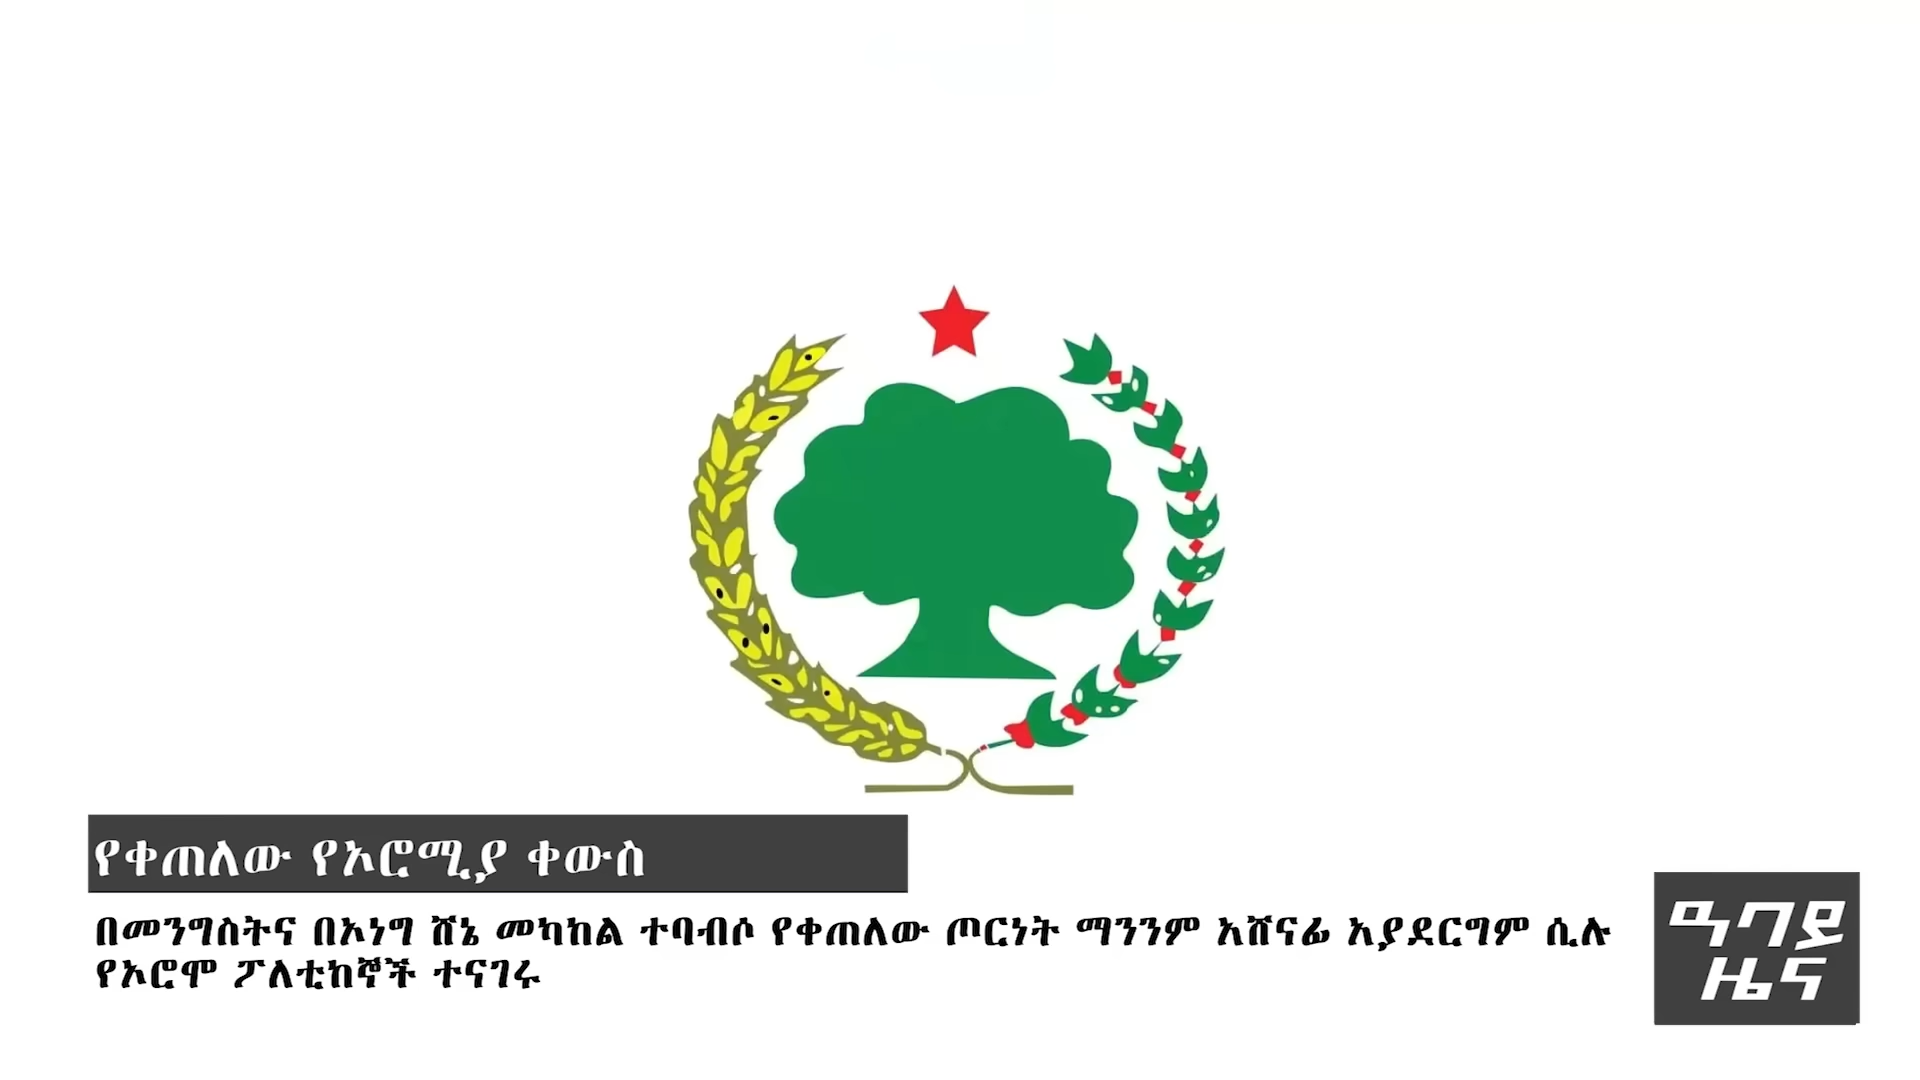 የቀጠለው የኦሮሚያ ቀውስ
በመንግስትና በኦነግ ሸኔ መካከል ተባብሶ የቀጠለው ጦርነት ማንንም አሸናፊ አያደርግም ሲሉ
የኦሮሞ ፖለቲከኞች ተናገሩ
ዓባይ
ዜና